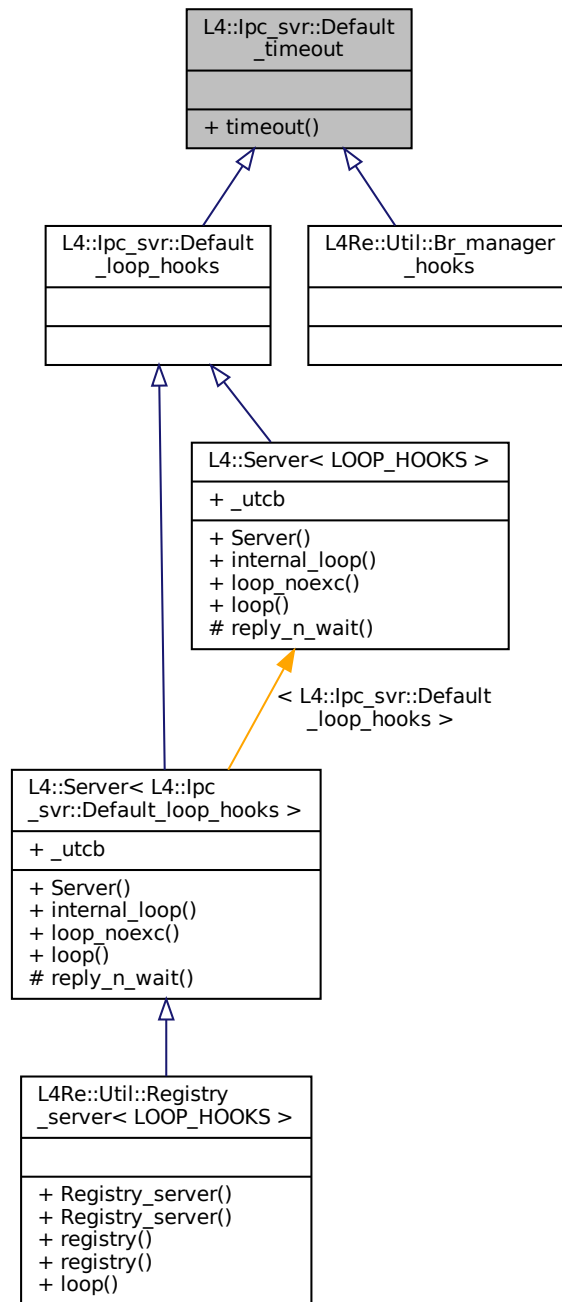 L4::Ipc_svr::Default
_timeout
+ timeout()
L4::Ipc_svr::Default
_loop_hooks
L4Re::Util::Br_manager
_hooks
L4::Server< LOOP_HOOKS >
+ _utcb
+ Server()
+ internal_loop()
+ loop_noexc()
+ loop()
# reply_n_wait()
< L4::Ipc_svr::Default
_loop_hooks >
L4::Server< L4::Ipc
_svr::Default_loop_hooks >
+ _utcb
+ Server()
+ internal_loop()
+ loop_noexc()
+ loop()
# reply_n_wait()
L4Re::Util::Registry
_server< LOOP_HOOKS >
+ Registry_server()
+ Registry_server()
+ registry()
+ registry()
+ loop()